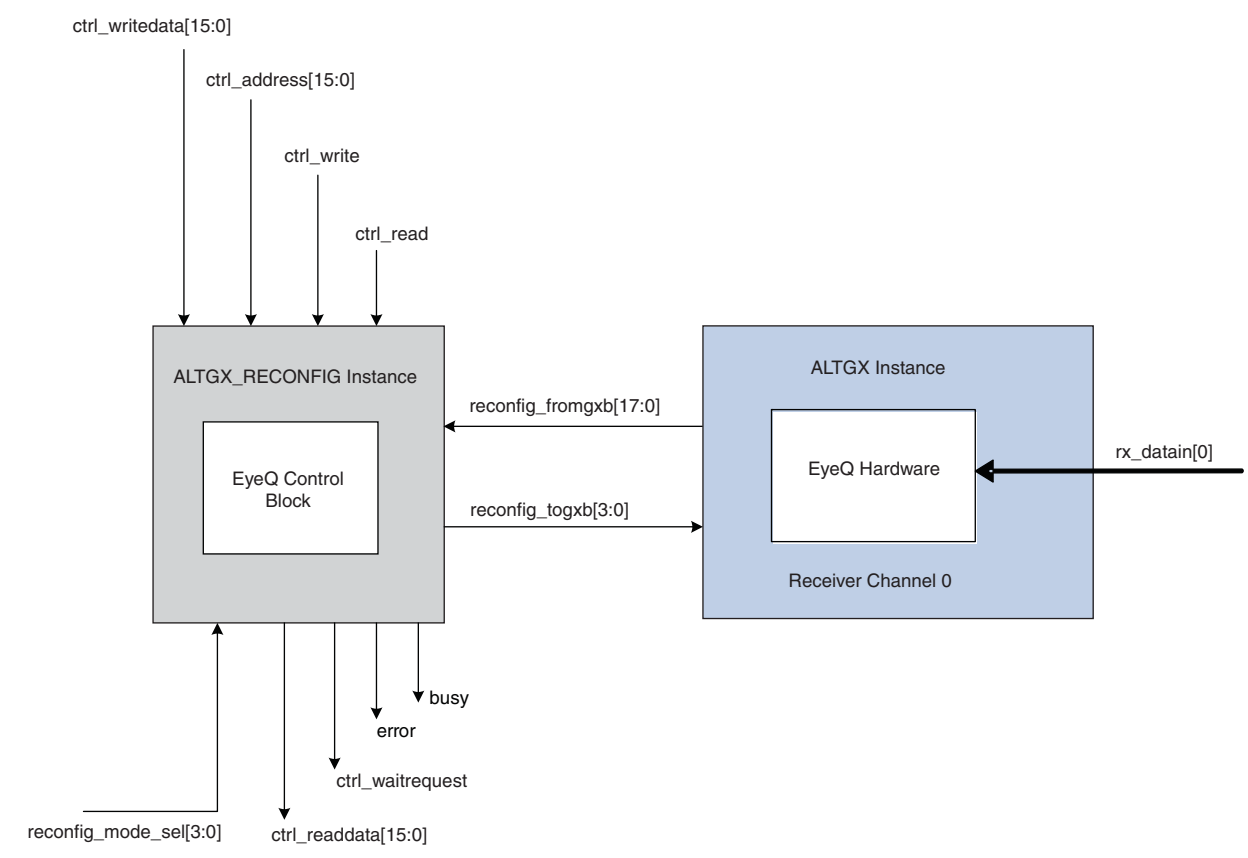 ctrl_writedata[15:0]
ctrl_address[15:0]
ctrl_write
ctrl_read
ALTGX_RECONFIG Instance
EyeQ Control
Block
reconfig_fromgxb[17:0]
reconfig_togxb[3:0]
ALTGX Instance
EyeQ Hardware
Receiver Channel 0
rx_datain[0]
busy
error
ctrl_waitrequest
reconfig_mode_sel[3:0]
ctrl_readdata[15:0]